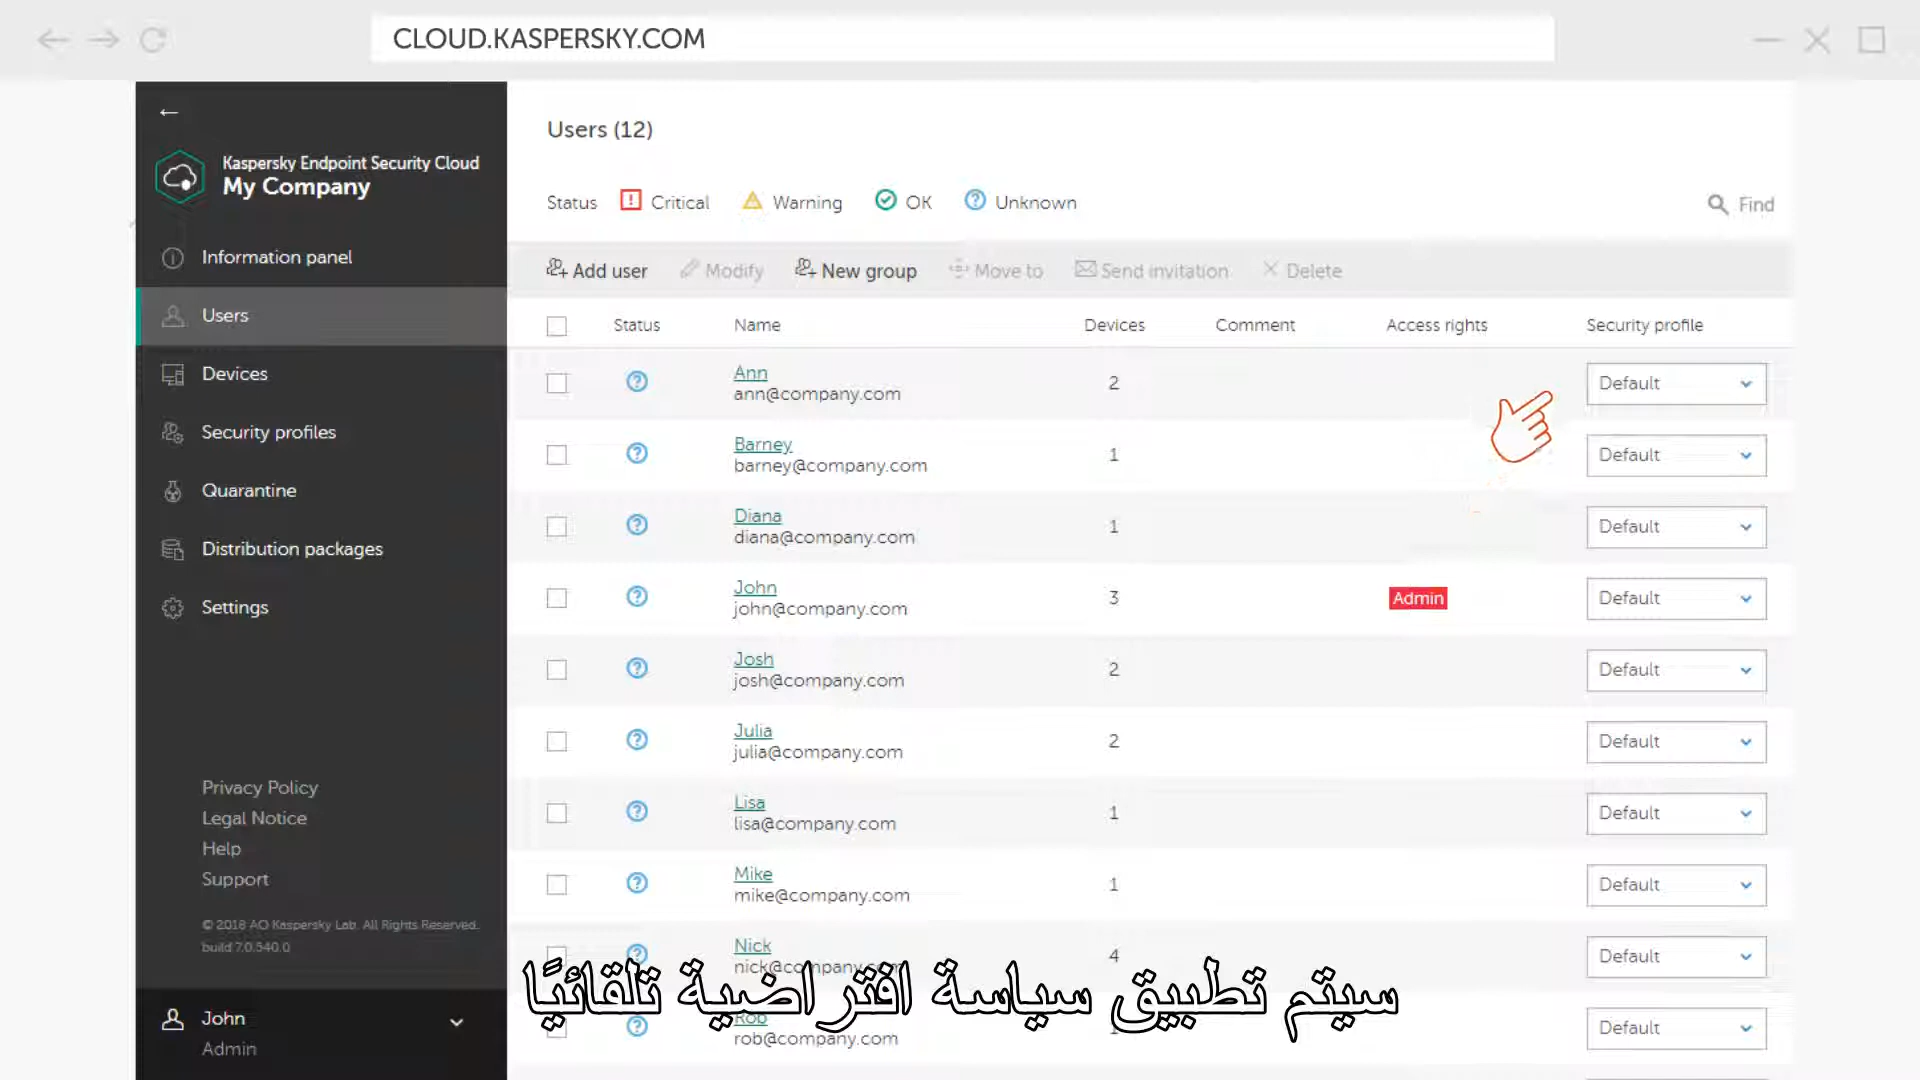 CLOUD.KASPERSKY.COM
Kaspersky Endpoint Security Cloud
My Company
Information panel
Users
Devices
Security profiles
Quarantine
Distribution packages
Settings
Privacy Policy
Legal Notice
Help
Support
© 2018 AO Kaspersky Lab. All Rights Reserved.
build 7.0.540.0
John
Admin
Users (12)
Status Critical Warning OK Unknown Find
Add user Modify New group Move to Send invitation Delete
Status Name Devices Comment Access rights Security profile
Ann
ann@company.com 2 Default
Barney
barney@company.com 1 Default
Diana
diana@company.com 1 Default
John
john@company.com 3 Admin Default
Josh
josh@company.com 2 Default
Julia
julia@company.com 2 Default
Lisa
lisa@company.com 1 Default
Mike
mike@company.com 1 Default
Nick
nick@company.com 4 Default
Rob
rob@company.com 1 Default
سيتم تطبيق سياسة افتراضية تلقائيًا